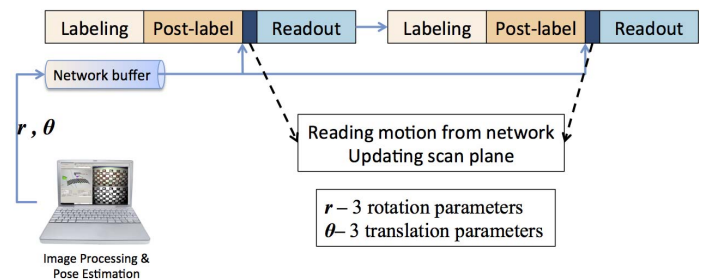 Labeling Post-label Readout Labeling Post-label Readout
Network buffer
r , θ
Reading motion from network
Updating scan plane
r – 3 rotation parameters
θ– 3 translation parameters
Image Processing &
Pose Estimation